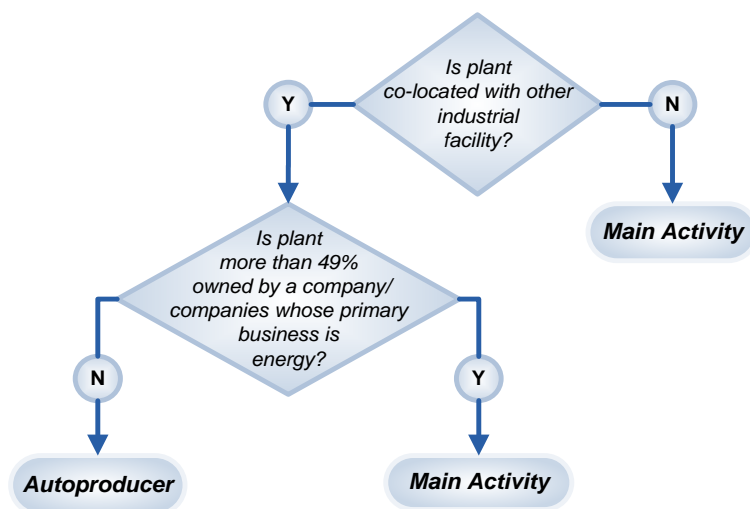 Is plant
co-located with other
industrial
facility?
Y
N
Main Activity
Is plant
more than 49%
owned by a company/
companies whose primary
business is
energy?
N
Y
Autoproducer
Main Activity